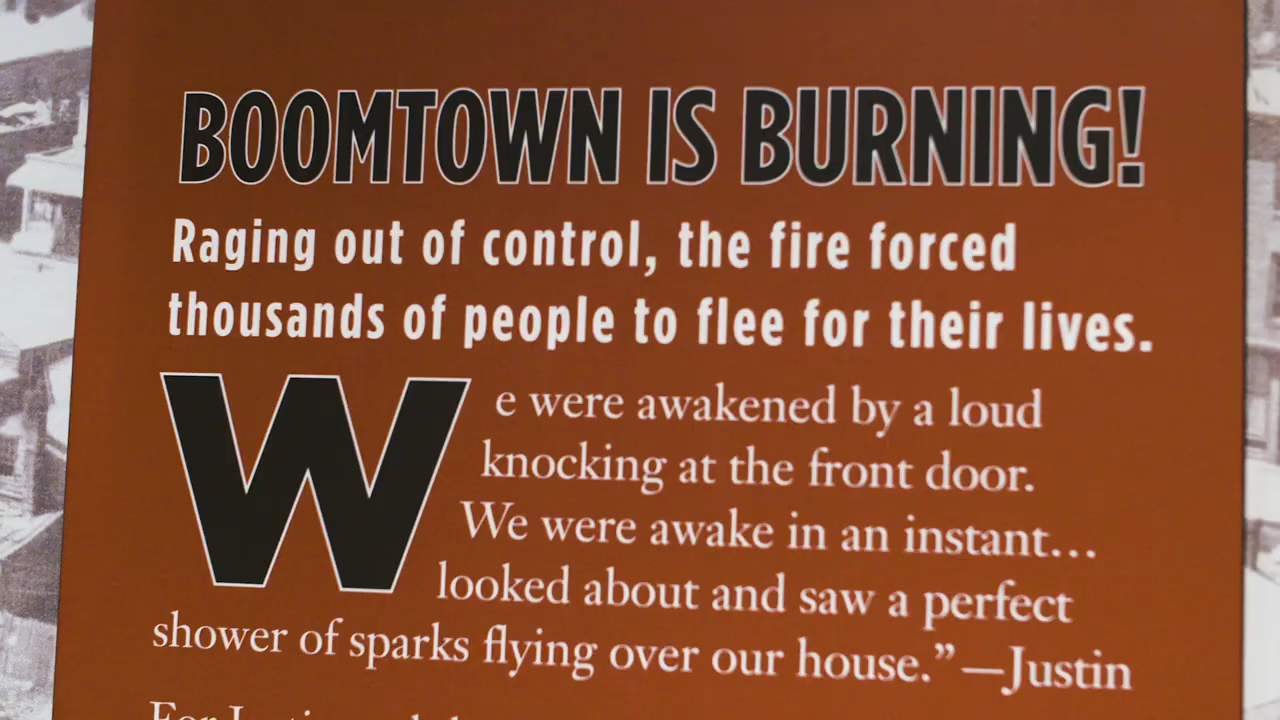 BOOMTOWN IS BURNING!
Raging out of control, the fire forced
thousands of people to flee for their lives.
We were awakened by a loud
knocking at the front door.
We were awake in an instant…
looked about and saw a perfect
shower of sparks flying over our house.” —Justin